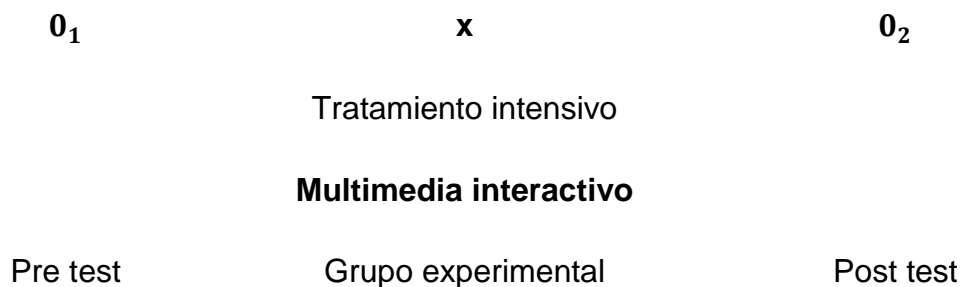 0₁ x 0₂
Tratamiento intensivo
Multimedia interactivo
Pre test Grupo experimental Post test